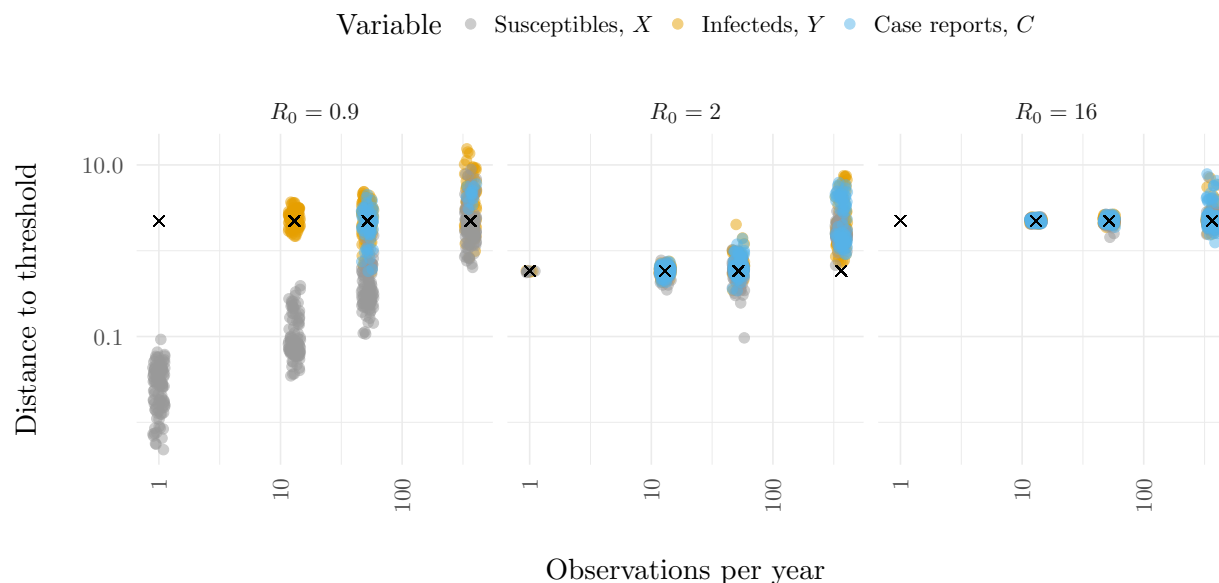 Variable Susceptibles, X Infecteds, Y Case reports, C
R₀ = 0.9 R₀ = 2 R₀ = 16
10.0
0.1
Distance to threshold
1 10 100 1 10 100 1 10 100
Observations per year